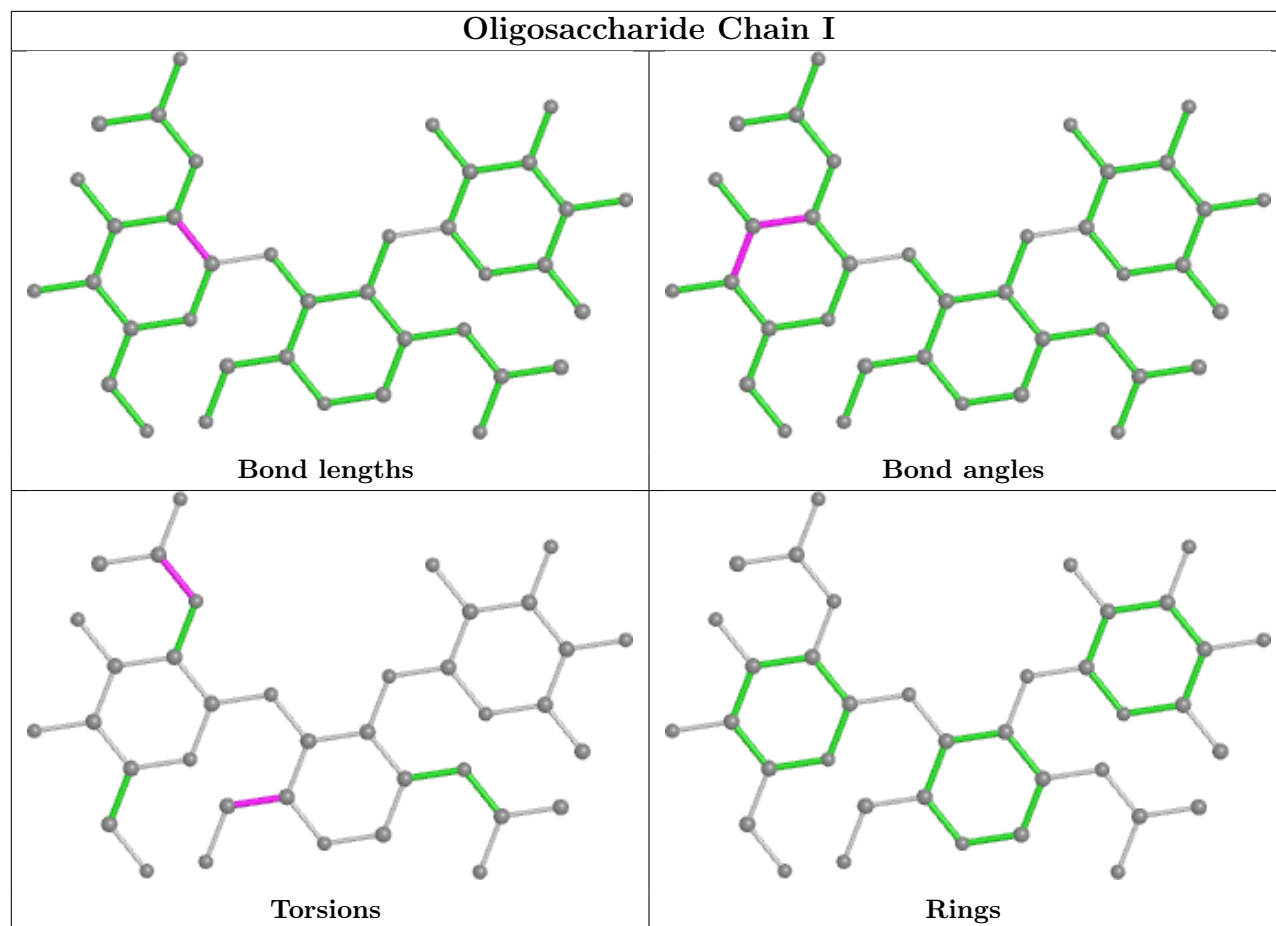 Oligosaccharide Chain I
Bond lengths
Bond angles
Torsions
Rings